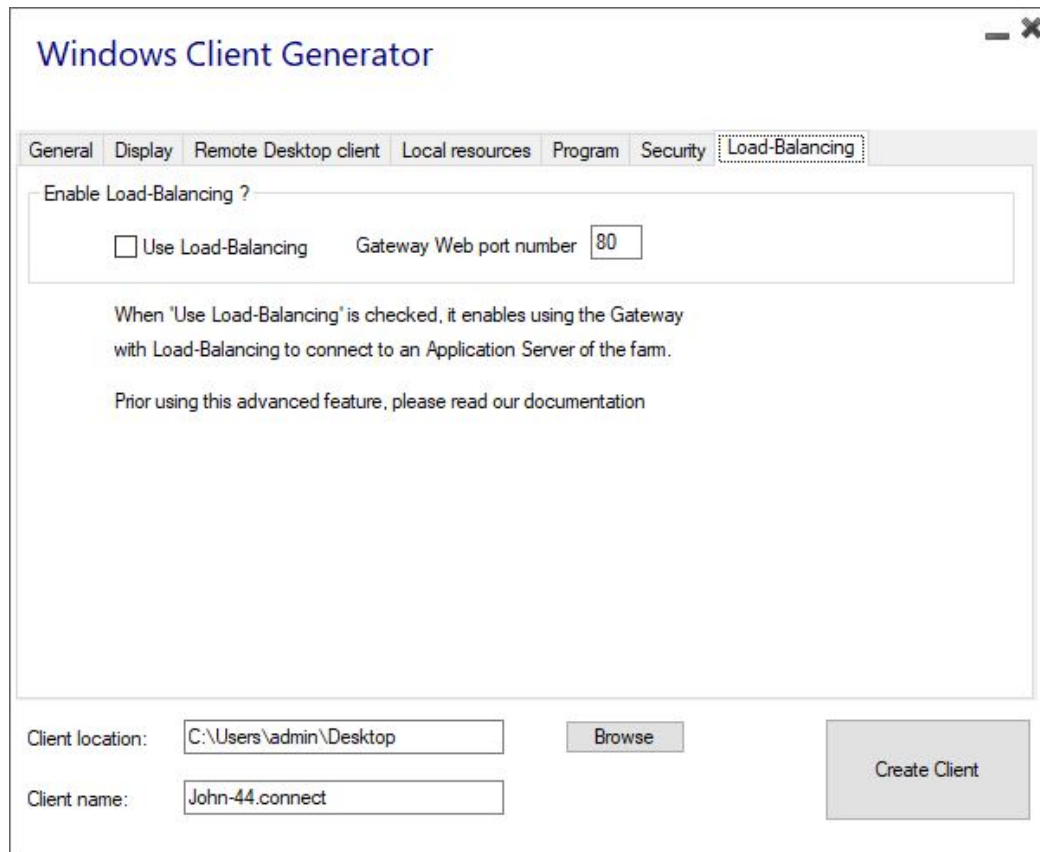 Windows Client Generator
General Display Remote Desktop client Local resources Program Security Load-Balancing
Enable Load-Balancing ?
Use Load-Balancing Gateway Web port number 80
When 'Use Load-Balancing' is checked, it enables using the Gateway
with Load-Balancing to connect to an Application Server of the farm.
Prior using this advanced feature, please read our documentation
Client location: C:\Users\admin\Desktop Browse
Create Client
Client name: John-44.connect